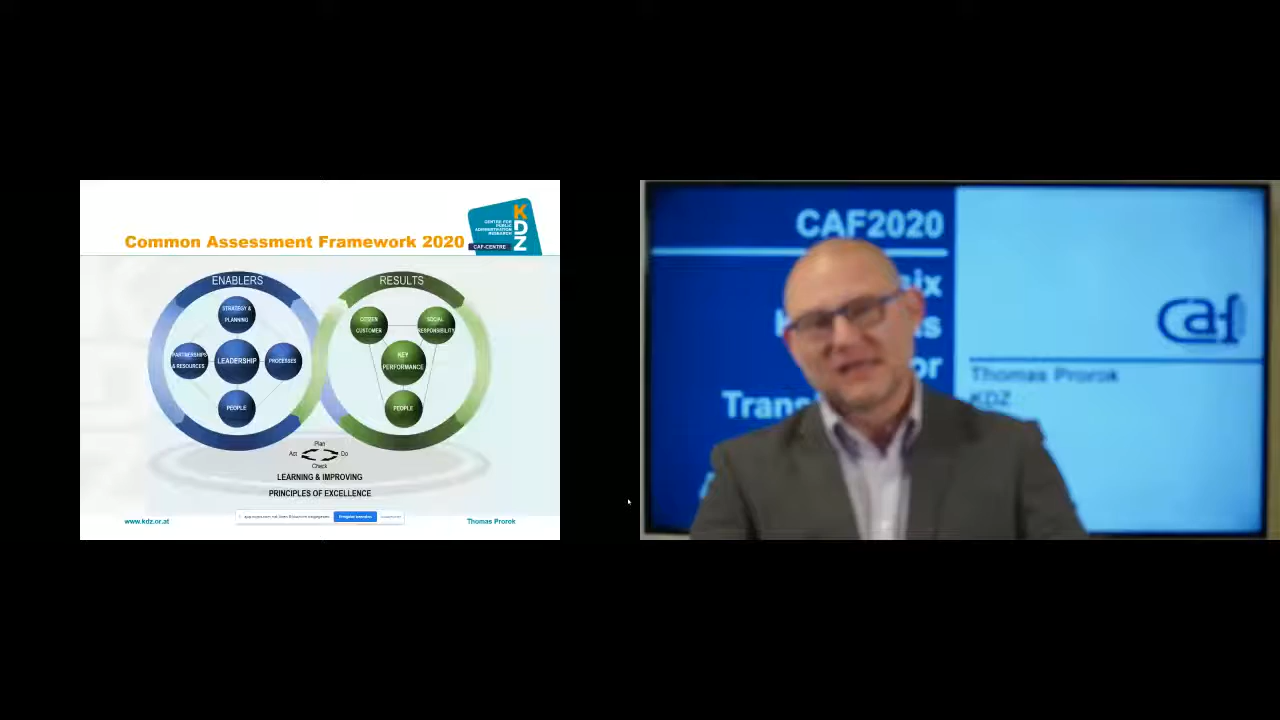 Common Assessment Framework 2020
CENTRE FOR
PUBLIC
ADMINISTRATION
RESEARCH
KDZ
CAF-CENTRE
ENABLERS
STRATEGY &
PLANNING
PARTNERSHIPS
& RESOURCES
LEADERSHIP
PROCESSES
PEOPLE
RESULTS
CITIZEN
CUSTOMER
SOCIAL
RESPONSIBILITY
KEY
PERFORMANCE
PEOPLE
Plan
Act
Do
Check
LEARNING & IMPROVING
PRINCIPLES OF EXCELLENCE
www.kdz.or.at
Thomas Prorok
CAF2020
ix
or
Trans
caf
Thomas Prorok
KDZ